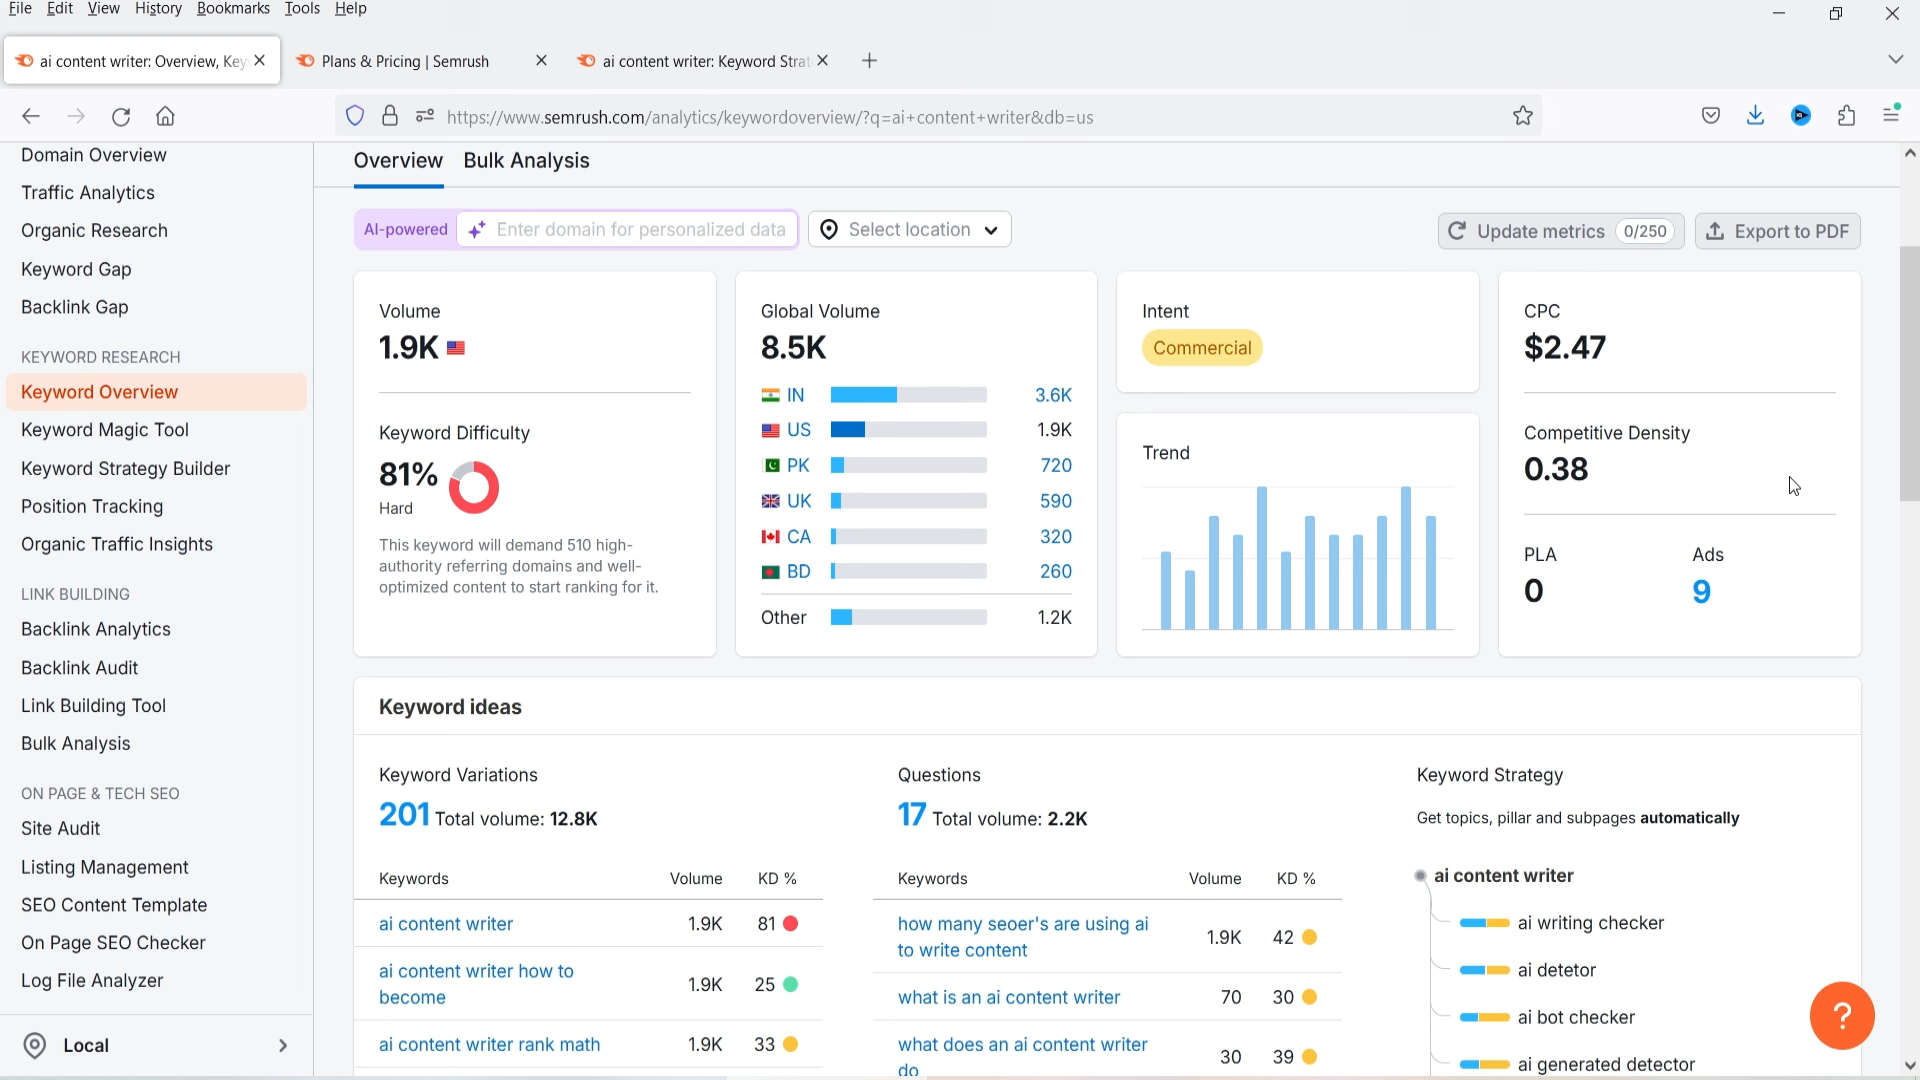 File Edit View History Bookmarks Tools Help
ai content writer: Overview, Key
Plans & Pricing | Semrush
ai content writer: Keyword Strat
https://www.semrush.com/analytics/keywordoverview/?q=ai+content+writer&db=us
Domain Overview
Traffic Analytics
Organic Research
Keyword Gap
Backlink Gap
KEYWORD RESEARCH
Keyword Overview
Keyword Magic Tool
Keyword Strategy Builder
Position Tracking
Organic Traffic Insights
LINK BUILDING
Backlink Analytics
Backlink Audit
Link Building Tool
Bulk Analysis
ON PAGE & TECH SEO
Site Audit
Listing Management
SEO Content Template
On Page SEO Checker
Log File Analyzer
Local
Overview Bulk Analysis
AI-powered Enter domain for personalized data
Select location
Update metrics 0/250
Export to PDF
Volume
1.9K
Keyword Difficulty
81%
Hard
This keyword will demand 510 high-
authority referring domains and well-
optimized content to start ranking for it.
Global Volume
8.5K
IN 3.6K
US 1.9K
PK 720
UK 590
CA 320
BD 260
Other 1.2K
Intent
Commercial
Trend
CPC
$2.47
Competitive Density
0.38
PLA Ads
0 9
Keyword ideas
Keyword Variations
201 Total volume: 12.8K
Keywords Volume KD %
ai content writer 1.9K 81
ai content writer how to
become 1.9K 25
ai content writer rank math 1.9K 33
Questions
17 Total volume: 2.2K
Keywords Volume KD %
how many seoer's are using ai
to write content 1.9K 42
what is an ai content writer 70 30
what does an ai content writer
do 30 39
Keyword Strategy
Get topics, pillar and subpages automatically
ai content writer
ai writing checker
ai detetor
ai bot checker
ai generated detector
?